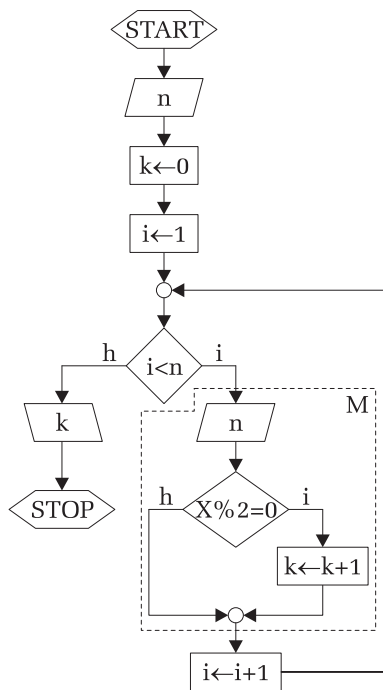 START
n
k←0
i←1
i<n
h
i
k
STOP
M
n
X%2=0
h
i
k←k+1
i←i+1